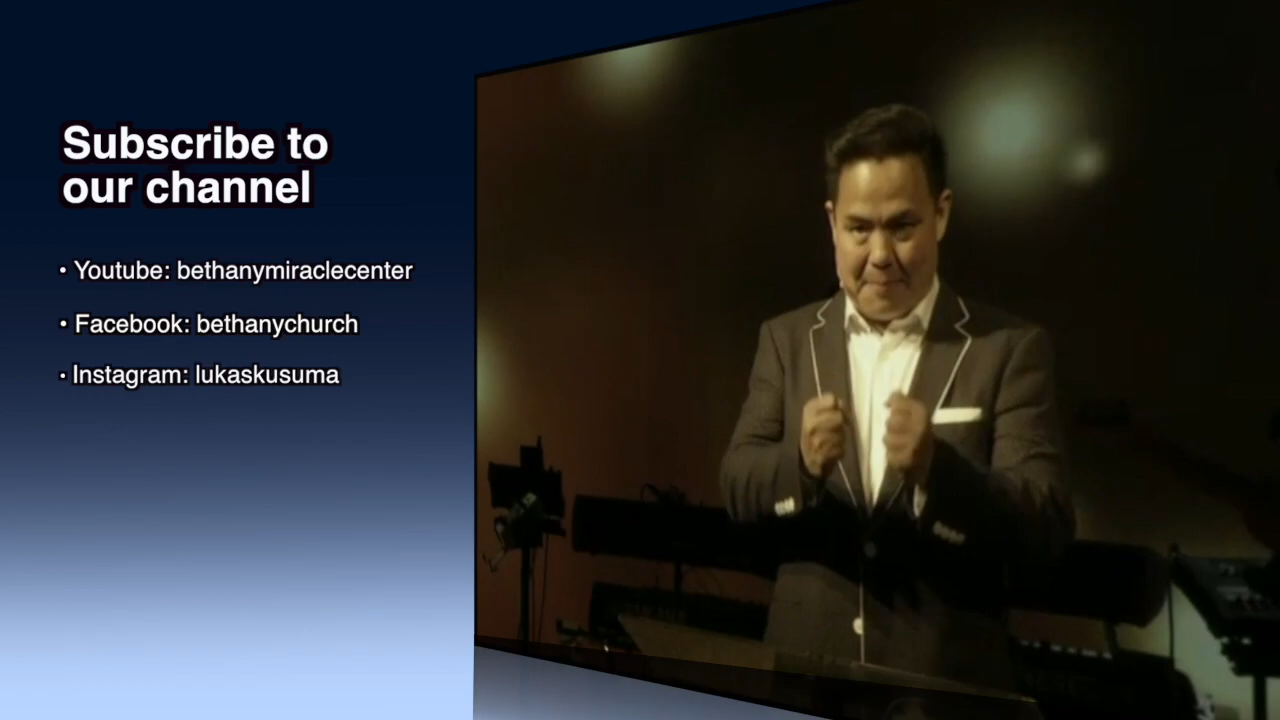 Subscribe to
our channel
• Youtube: bethanymiraclecenter
• Facebook: bethanychurch
• Instagram: lukaskusuma